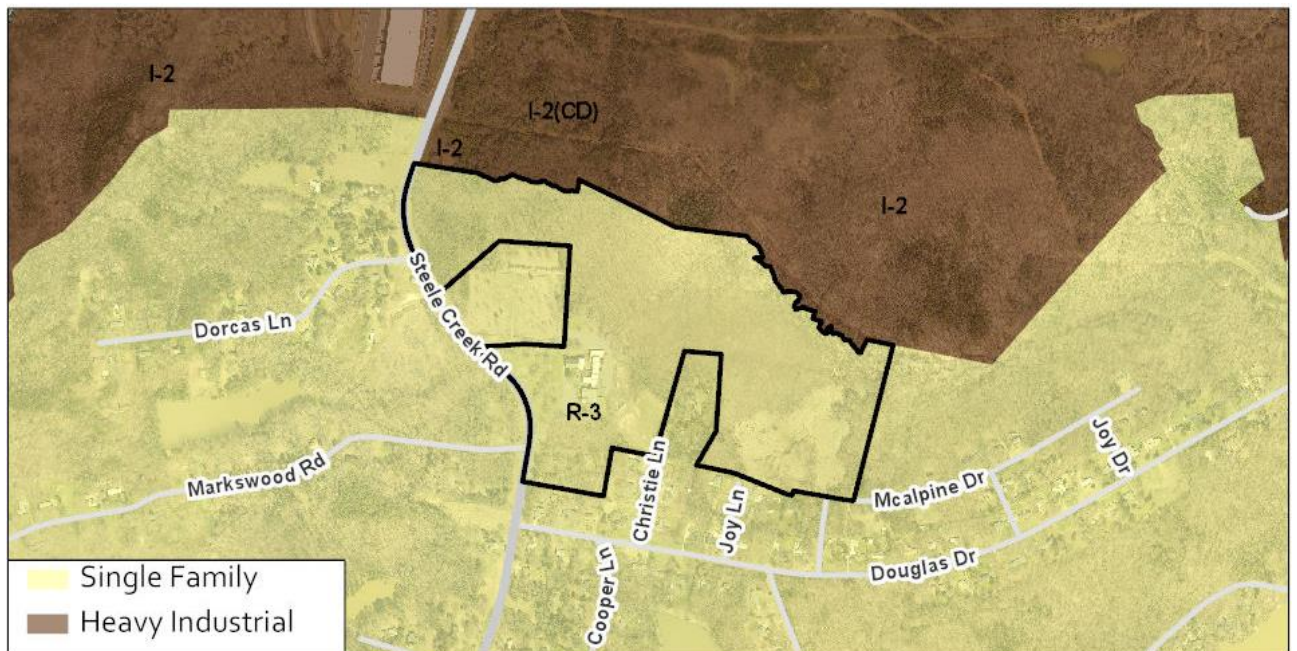 I-2
I-2(CD)
I-2
I-2
Steele Creek Rd
Dorcas Ln
R-3
Markswood Rd
Christie Ln
Joy Ln
Mcalpine Dr
Joy Dr
Cooper Ln
Douglas Dr
Single Family
Heavy Industrial